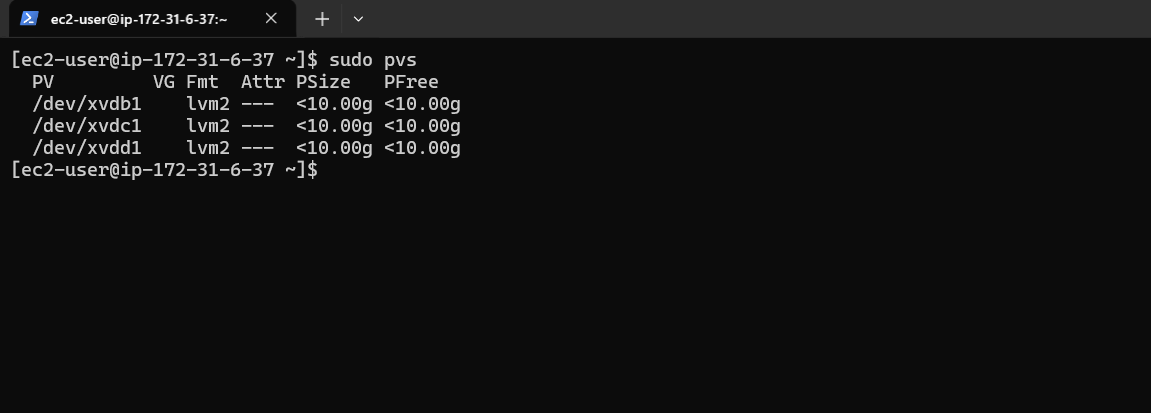 ec2-user@ip-172-31-6-37:~
[ec2-user@ip-172-31-6-37 ~]$ sudo pvs
  PV         VG Fmt  Attr PSize   PFree
  /dev/xvdb1    lvm2 ---  <10.00g <10.00g
  /dev/xvdc1    lvm2 ---  <10.00g <10.00g
  /dev/xvdd1    lvm2 ---  <10.00g <10.00g
[ec2-user@ip-172-31-6-37 ~]$